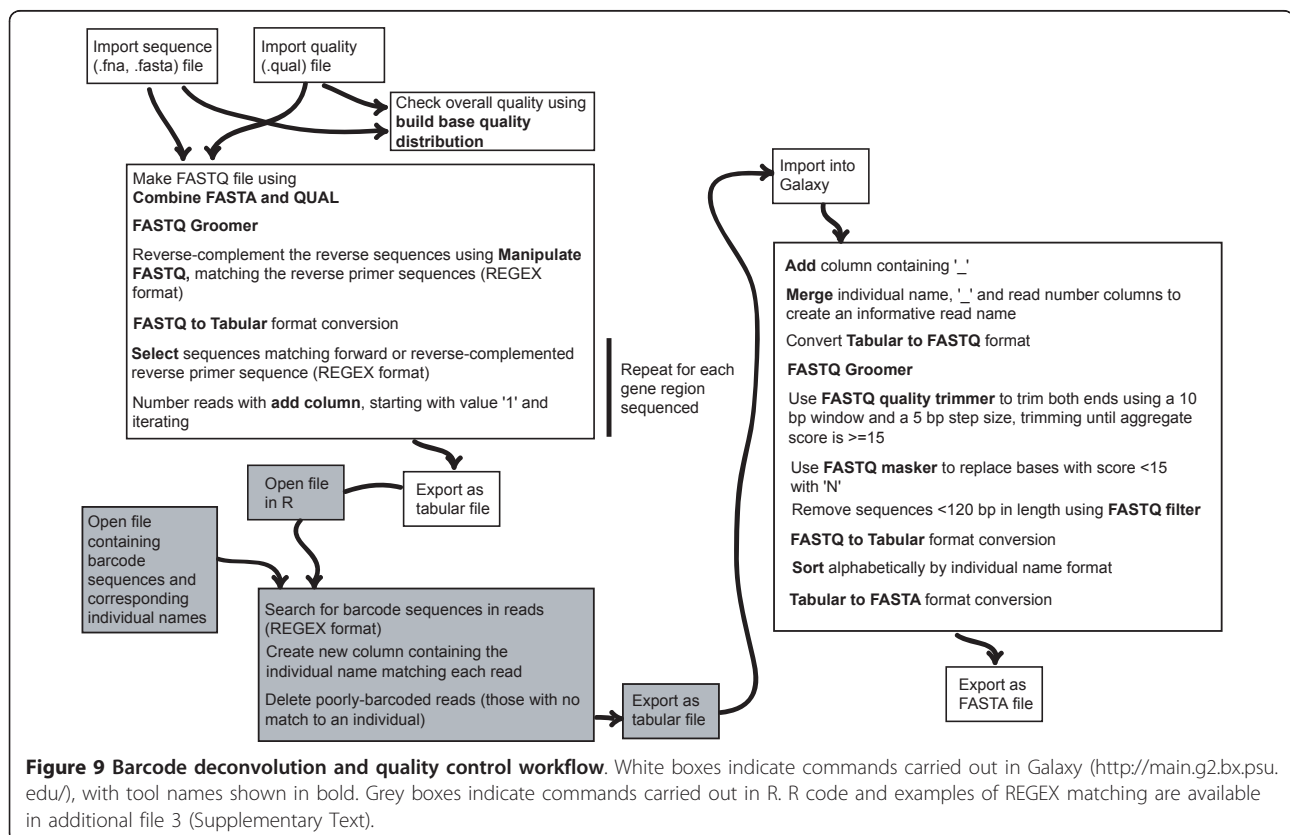 Import sequence
(.fna, .fasta) file
Import quality
(.qual) file
Check overall quality using
build base quality
distribution
Make FASTQ file using
Combine FASTA and QUAL
FASTQ Groomer
Reverse-complement the reverse sequences using Manipulate
FASTQ, matching the reverse primer sequences (REGEX
format)
FASTQ to Tabular format conversion
Select sequences matching forward or reverse-complemented
reverse primer sequence (REGEX format)
Number reads with add column, starting with value '1' and
iterating
Repeat for each
gene region
sequenced
Export as
tabular file
Open file
in R
Open file
containing
barcode
sequences and
corresponding
individual names
Search for barcode sequences in reads
(REGEX format)
Create new column containing the
individual name matching each read
Delete poorly-barcoded reads (those with no
match to an individual)
Export as
tabular file
Import into
Galaxy
Add column containing '_'
Merge individual name, '_' and read number columns to
create an informative read name
Convert Tabular to FASTQ format
FASTQ Groomer
Use FASTQ quality trimmer to trim both ends using a 10
bp window and a 5 bp step size, trimming until aggregate
score is >=15
Use FASTQ masker to replace bases with score <15
with 'N'
Remove sequences <120 bp in length using FASTQ filter
FASTQ to Tabular format conversion
Sort alphabetically by individual name format
Tabular to FASTA format conversion
Export as
FASTA file
Figure 9 Barcode deconvolution and quality control workflow. White boxes indicate commands carried out in Galaxy (http://main.g2.bx.psu.
edu/), with tool names shown in bold. Grey boxes indicate commands carried out in R. R code and examples of REGEX matching are available
in additional file 3 (Supplementary Text).